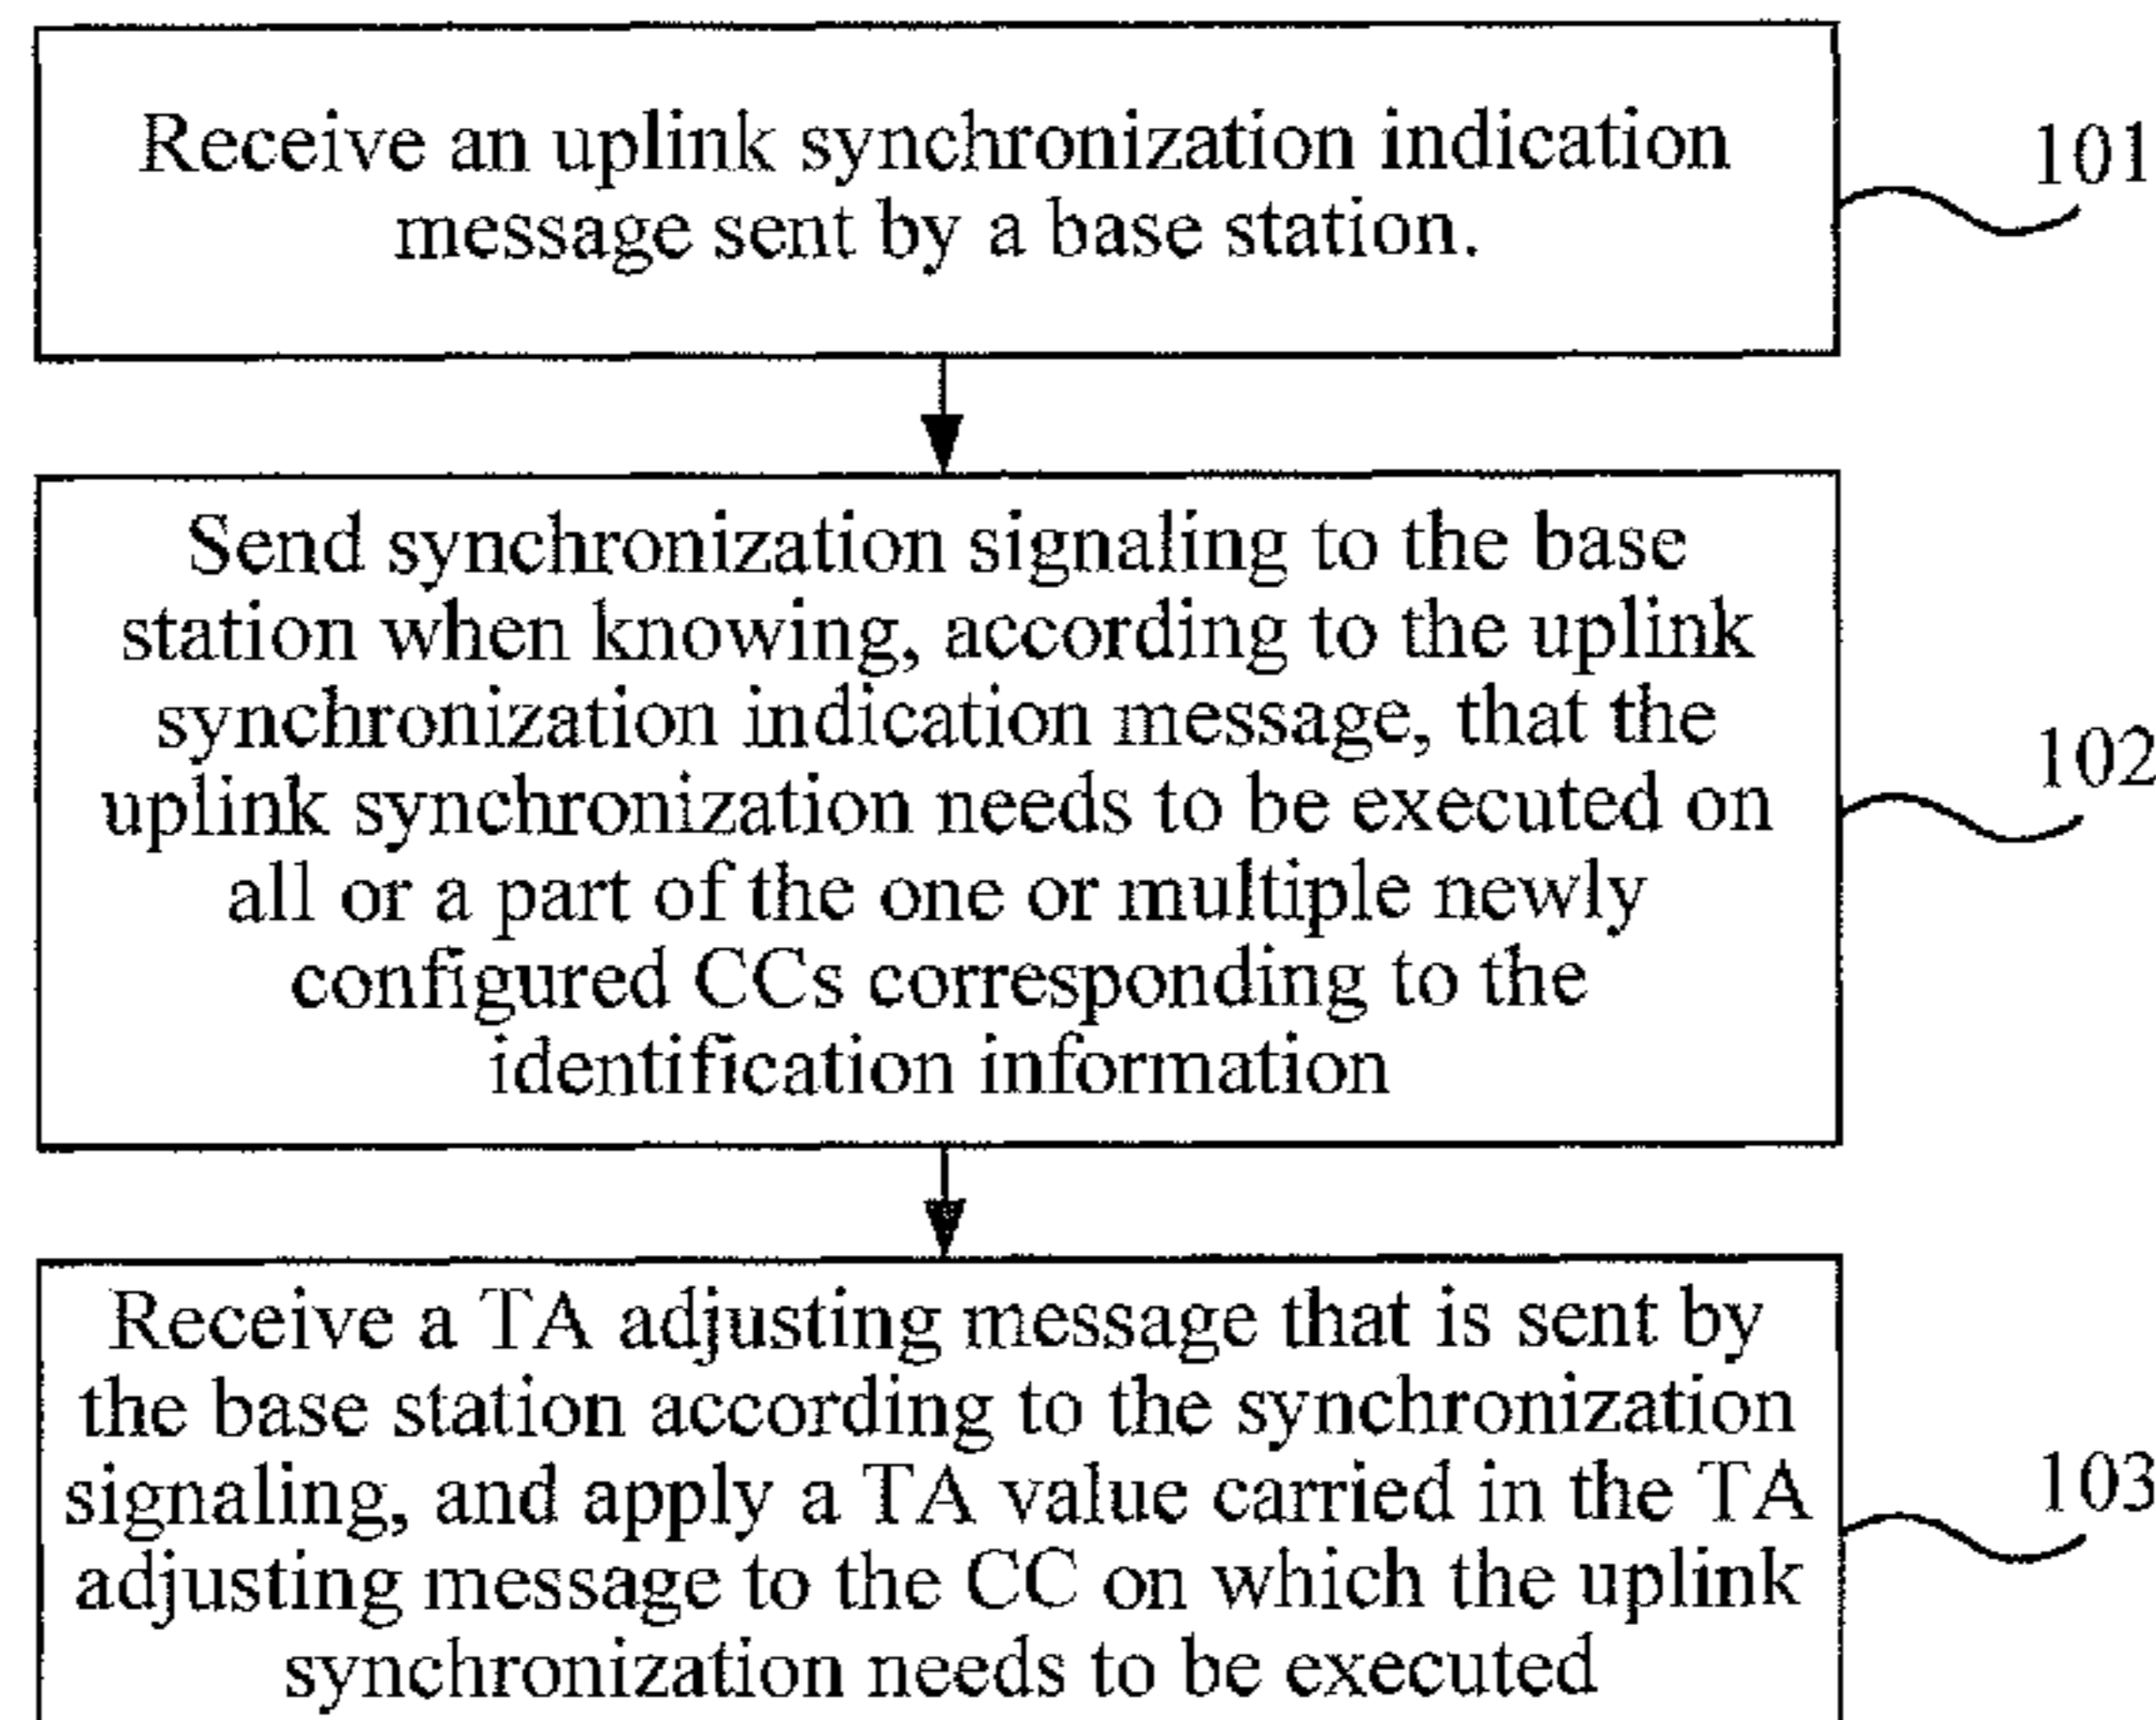 Receive an uplink synchronization indication
message sent by a base station.
101
Send synchronization signaling to the base
station when knowing, according to the uplink
synchronization indication message, that the
uplink synchronization needs to be executed on
all or a part of the one or multiple newly
configured CCs corresponding to the
identification information
102
Receive a TA adjusting message that is sent by
the base station according to the synchronization
signaling, and apply a TA value carried in the TA
adjusting message to the CC on which the uplink
synchronization needs to be executed
103